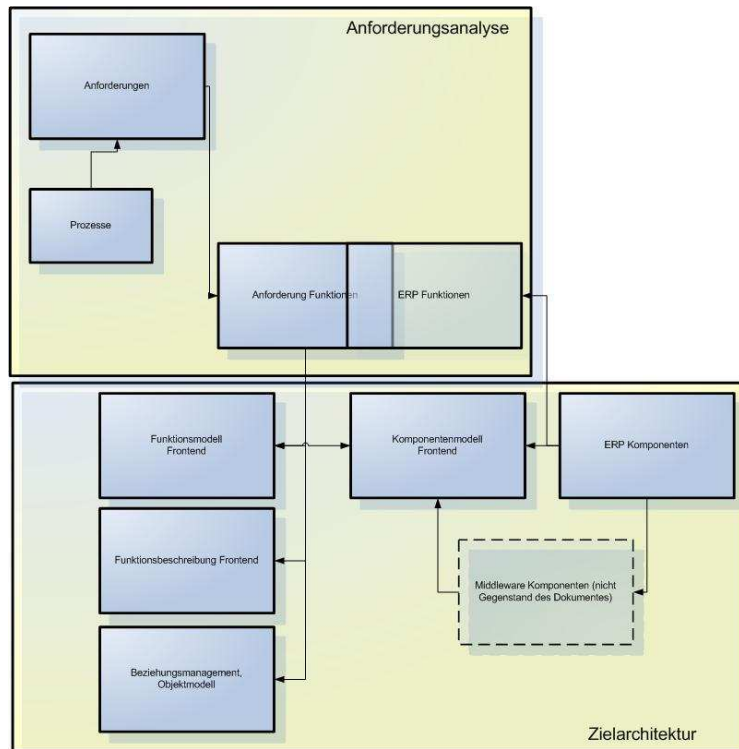 Anforderungsanalyse
Anforderungen
Prozesse
Anforderung Funktionen
ERP Funktionen
Funktionsmodell
Frontend
Komponentenmodell
Frontend
ERP Komponenten
Funktionsbeschreibung Frontend
Middleware Komponenten (nicht
Gegenstand des Dokumentes)
Beziehungsmanagement,
Objektmodell
Zielarchitektur